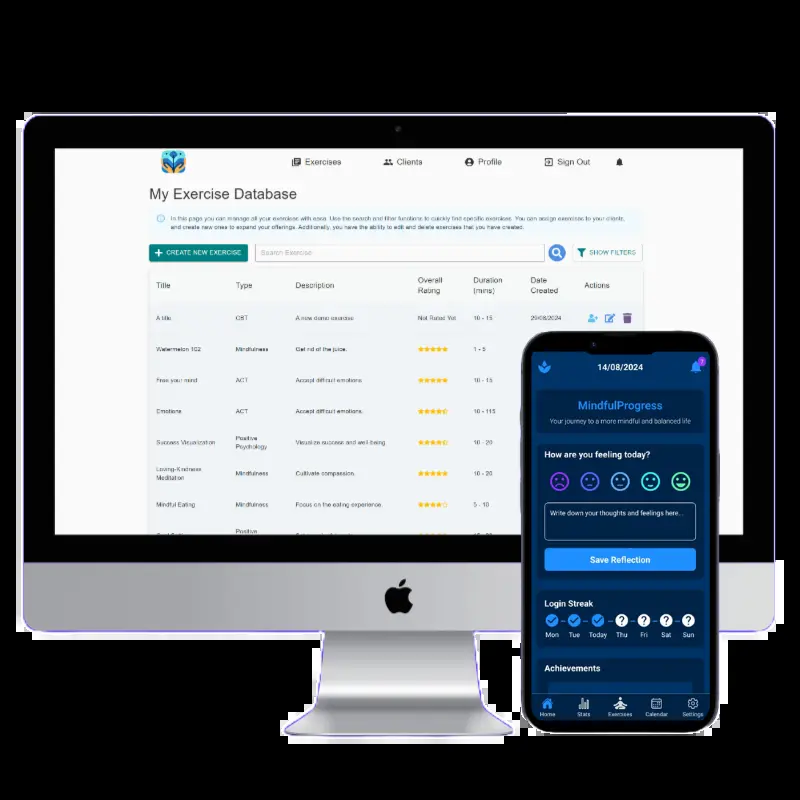 Exercises Clients Profile Sign Out
My Exercise Database
In this page you can manage all your exercises with ease. Use the search and filter functions to quickly find specific exercises. You can assign exercises to your clients,
and create new ones to expand your offerings. Additionally, you have the ability to edit and delete exercises that you have created.
+ CREATE NEW EXERCISE Search Exercise SHOW FILTERS
Title Type Description Overall Rating Duration (mins) Date Created Actions
A title CBT A new demo exercise Not Rated Yet 10 - 15 29/08/2024
Watermelon 102 Mindfulness Get rid of the juice. 1 - 5
Free your mind ACT Accept difficult emotions 10 - 15
Emotions ACT Accept difficult emotions. 10 - 115
Success Visualization Positive Psychology Visualize success and well-being 10 - 20
Loving-Kindness Meditation Mindfulness Cultivate compassion. 10 - 20
Mindful Eating Mindfulness Focus on the eating experience. 5 - 10
Positive
14/08/2024
MindfulProgress
Your journey to a more mindful and balanced life
How are you feeling today?
Write down your thoughts and feelings here...
Save Reflection
Login Streak
? ? ? ?
Mon Tue Today Thu Fri Sat Sun
Achievements
Home Stats Exercises Calendar Settings